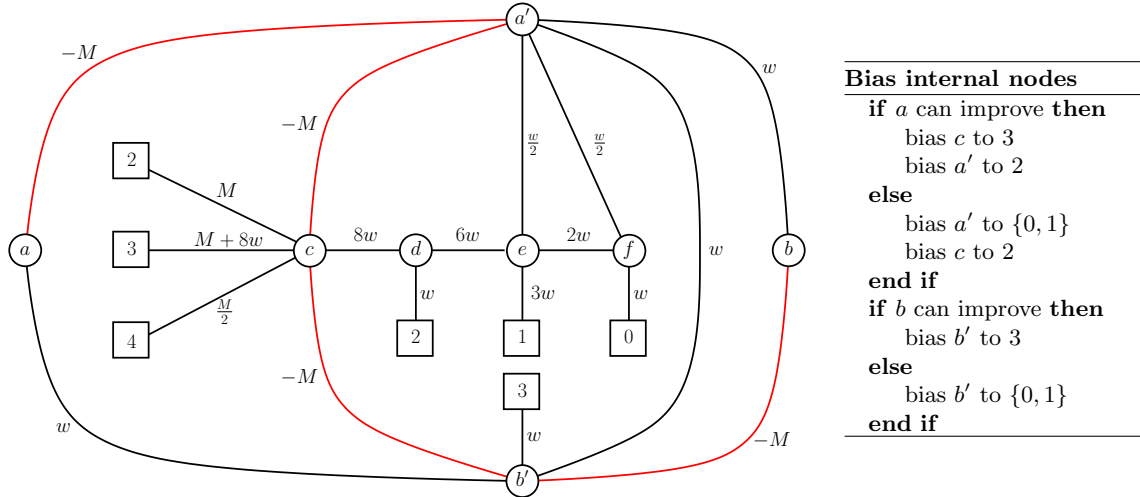 a′
−M
w
−M
w/2
w/2
2
M
3
M + 8w
4
M/2
a
c
8w
d
6w
e
2w
f
w
b
w
3w
w
2
1
0
3
−M
w
w
−M
b′
Bias internal nodes
if a can improve then
bias c to 3
bias a′ to 2
else
bias a′ to {0, 1}
bias c to 2
end if
if b can improve then
bias b′ to 3
else
bias b′ to {0, 1}
end if